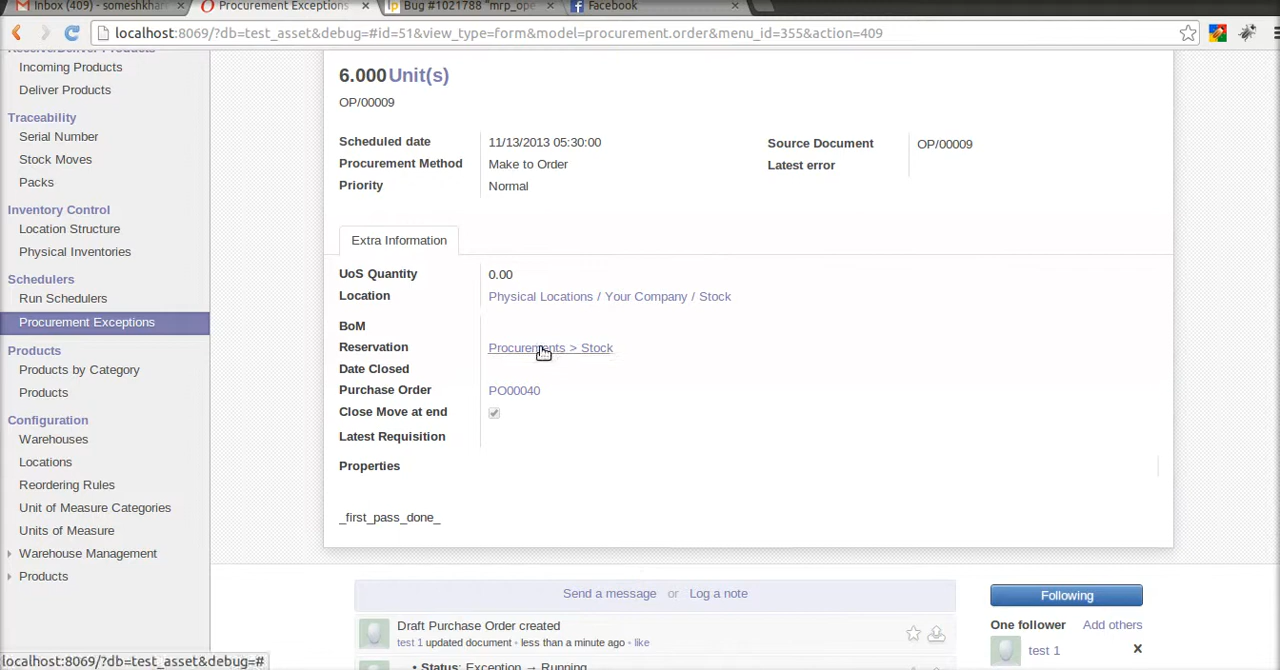 Inbox (409) - someshkhar
Procurement Exceptions
Bug #1021788 "mrp_ope
Facebook
localhost:8069/?db=test_asset&debug=#id=51&view_type=form&model=procurement.order&menu_id=355&action=409
Receive/Deliver Products
Incoming Products
Deliver Products
Traceability
Serial Number
Stock Moves
Packs
Inventory Control
Location Structure
Physical Inventories
Schedulers
Run Schedulers
Procurement Exceptions
Products
Products by Category
Products
Configuration
Warehouses
Locations
Reordering Rules
Unit of Measure Categories
Units of Measure
Warehouse Management
Products
6.000 Unit(s)
OP/00009
Scheduled date 11/13/2013 05:30:00
Procurement Method Make to Order
Priority Normal
Source Document OP/00009
Latest error
Extra Information
UoS Quantity 0.00
Location Physical Locations / Your Company / Stock
BoM
Reservation Procurements > Stock
Date Closed
Purchase Order PO00040
Close Move at end
Latest Requisition
Properties
_first_pass_done_
Send a message or Log a note
Draft Purchase Order created
test 1 updated document • less than a minute ago • like
• Status: Exception → Running
Following
One follower Add others
test 1 x
localhost:8069/?db=test_asset&debug=#